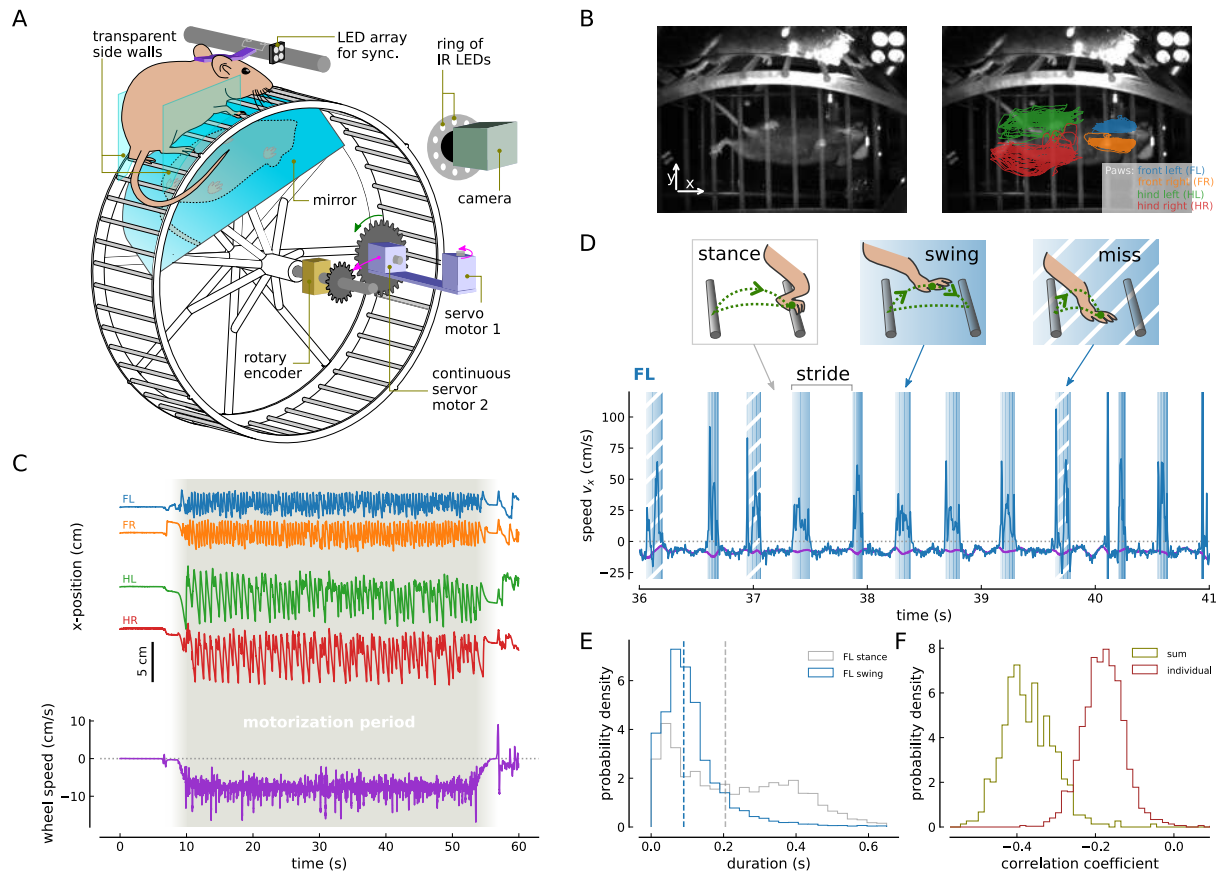 A
transparent
side walls
LED array
for sync.
ring of
IR LEDs
mirror
camera
servo
motor 1
rotary
encoder
continuous
servor
motor 2
B
y
x
Paws: front left (FL)
front right (FR)
hind left (HL)
hind right (HR)
C
FL
FR
HL
HR
x-position (cm)
5 cm
motorization period
wheel speed (cm/s)
0
−10
0
10
20
30
40
50
60
time (s)
D
stance
swing
miss
FL
stride
speed vₓ (cm/s)
100
75
50
25
0
−25
36
37
38
39
40
41
time (s)
E
FL stance
FL swing
probability density
6
4
2
0
0.0
0.2
0.4
0.6
duration (s)
F
sum
individual
probability density
8
6
4
2
0
−0.4
−0.2
0.0
correlation coefficient